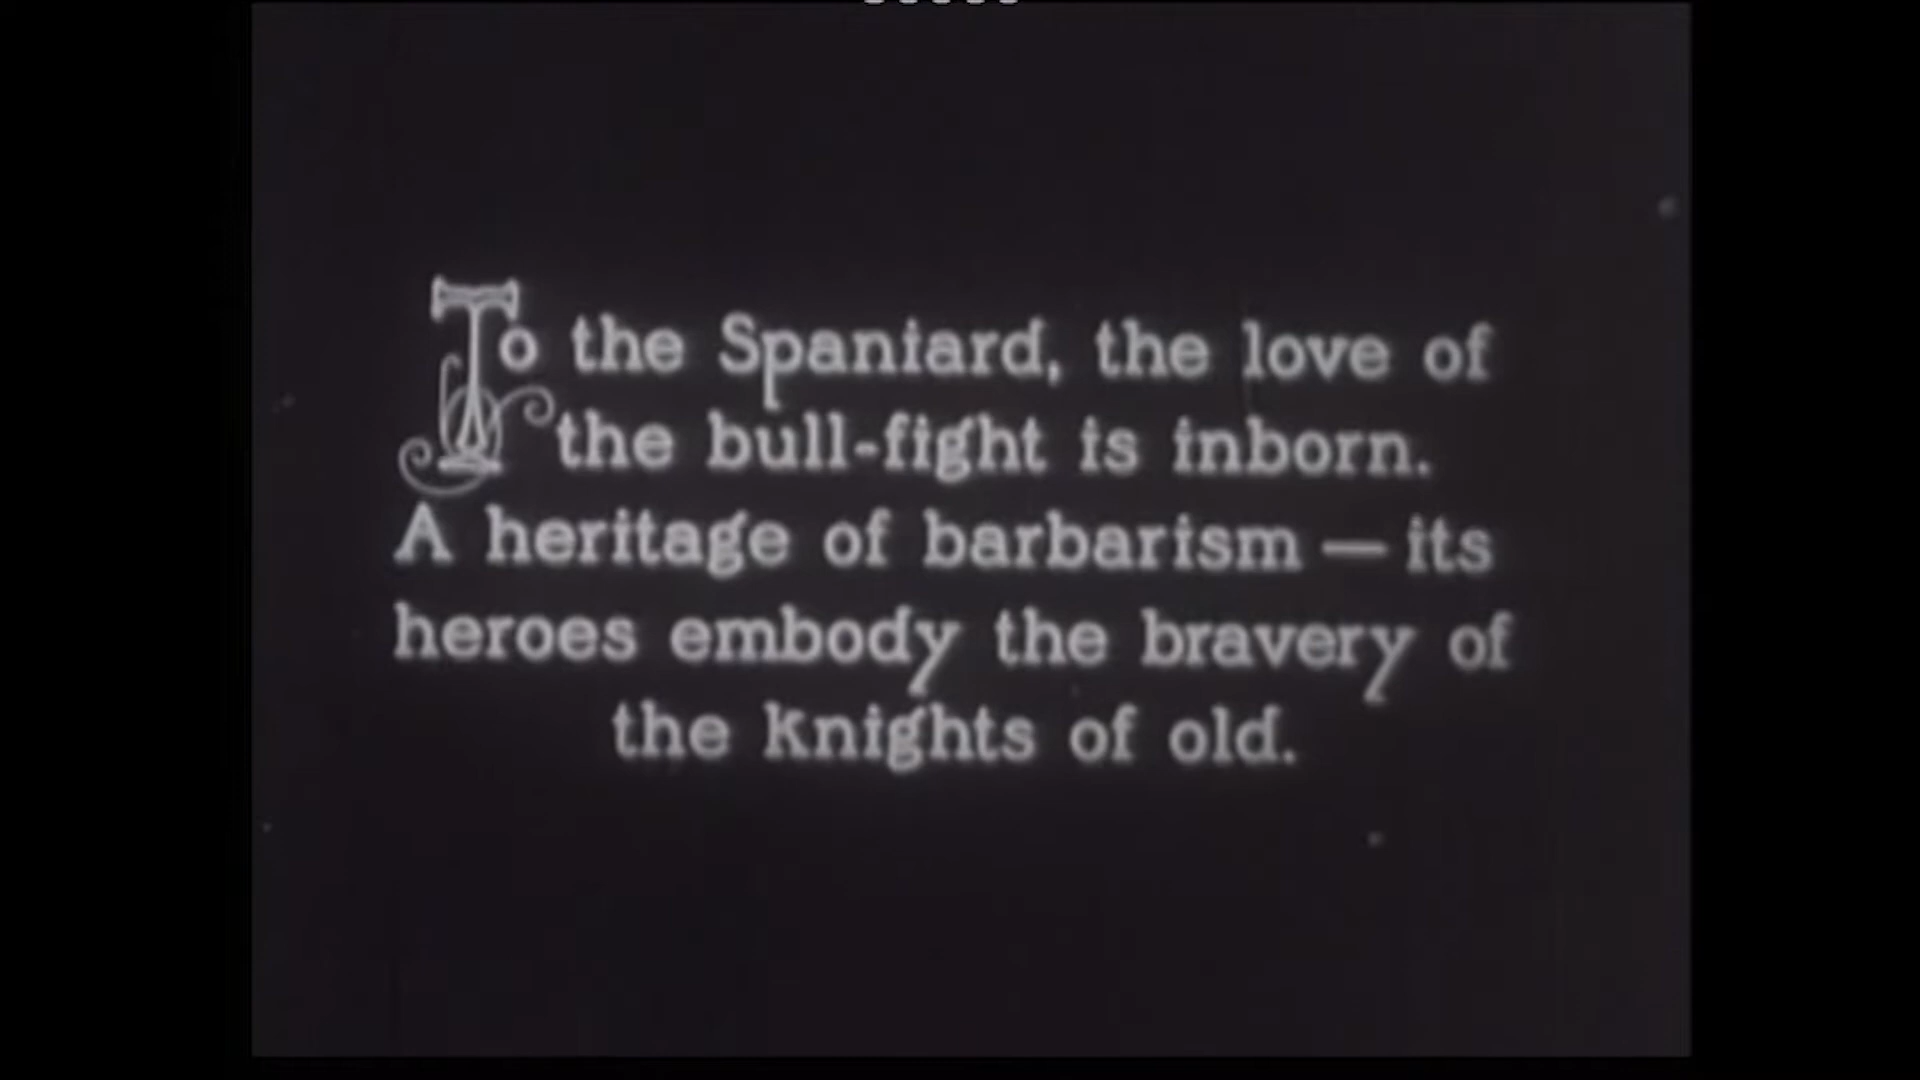 To the Spaniard, the love of
the bull-fight is inborn.
A heritage of barbarism — its
heroes embody the bravery of
the knights of old.